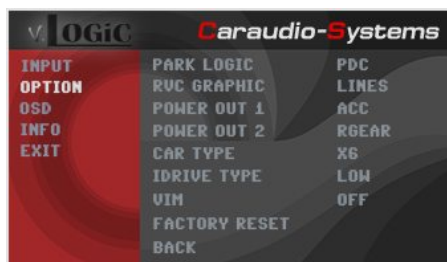 V.LOGiC Caraudio-Systems
INPUT PARK LOGIC PDC
OPTION RVC GRAPHIC LINES
OSD POWER OUT 1 ACC
INFO POWER OUT 2 RGEAR
EXIT CAR TYPE X6
IDRIVE TYPE LOW
VIM OFF
FACTORY RESET
BACK